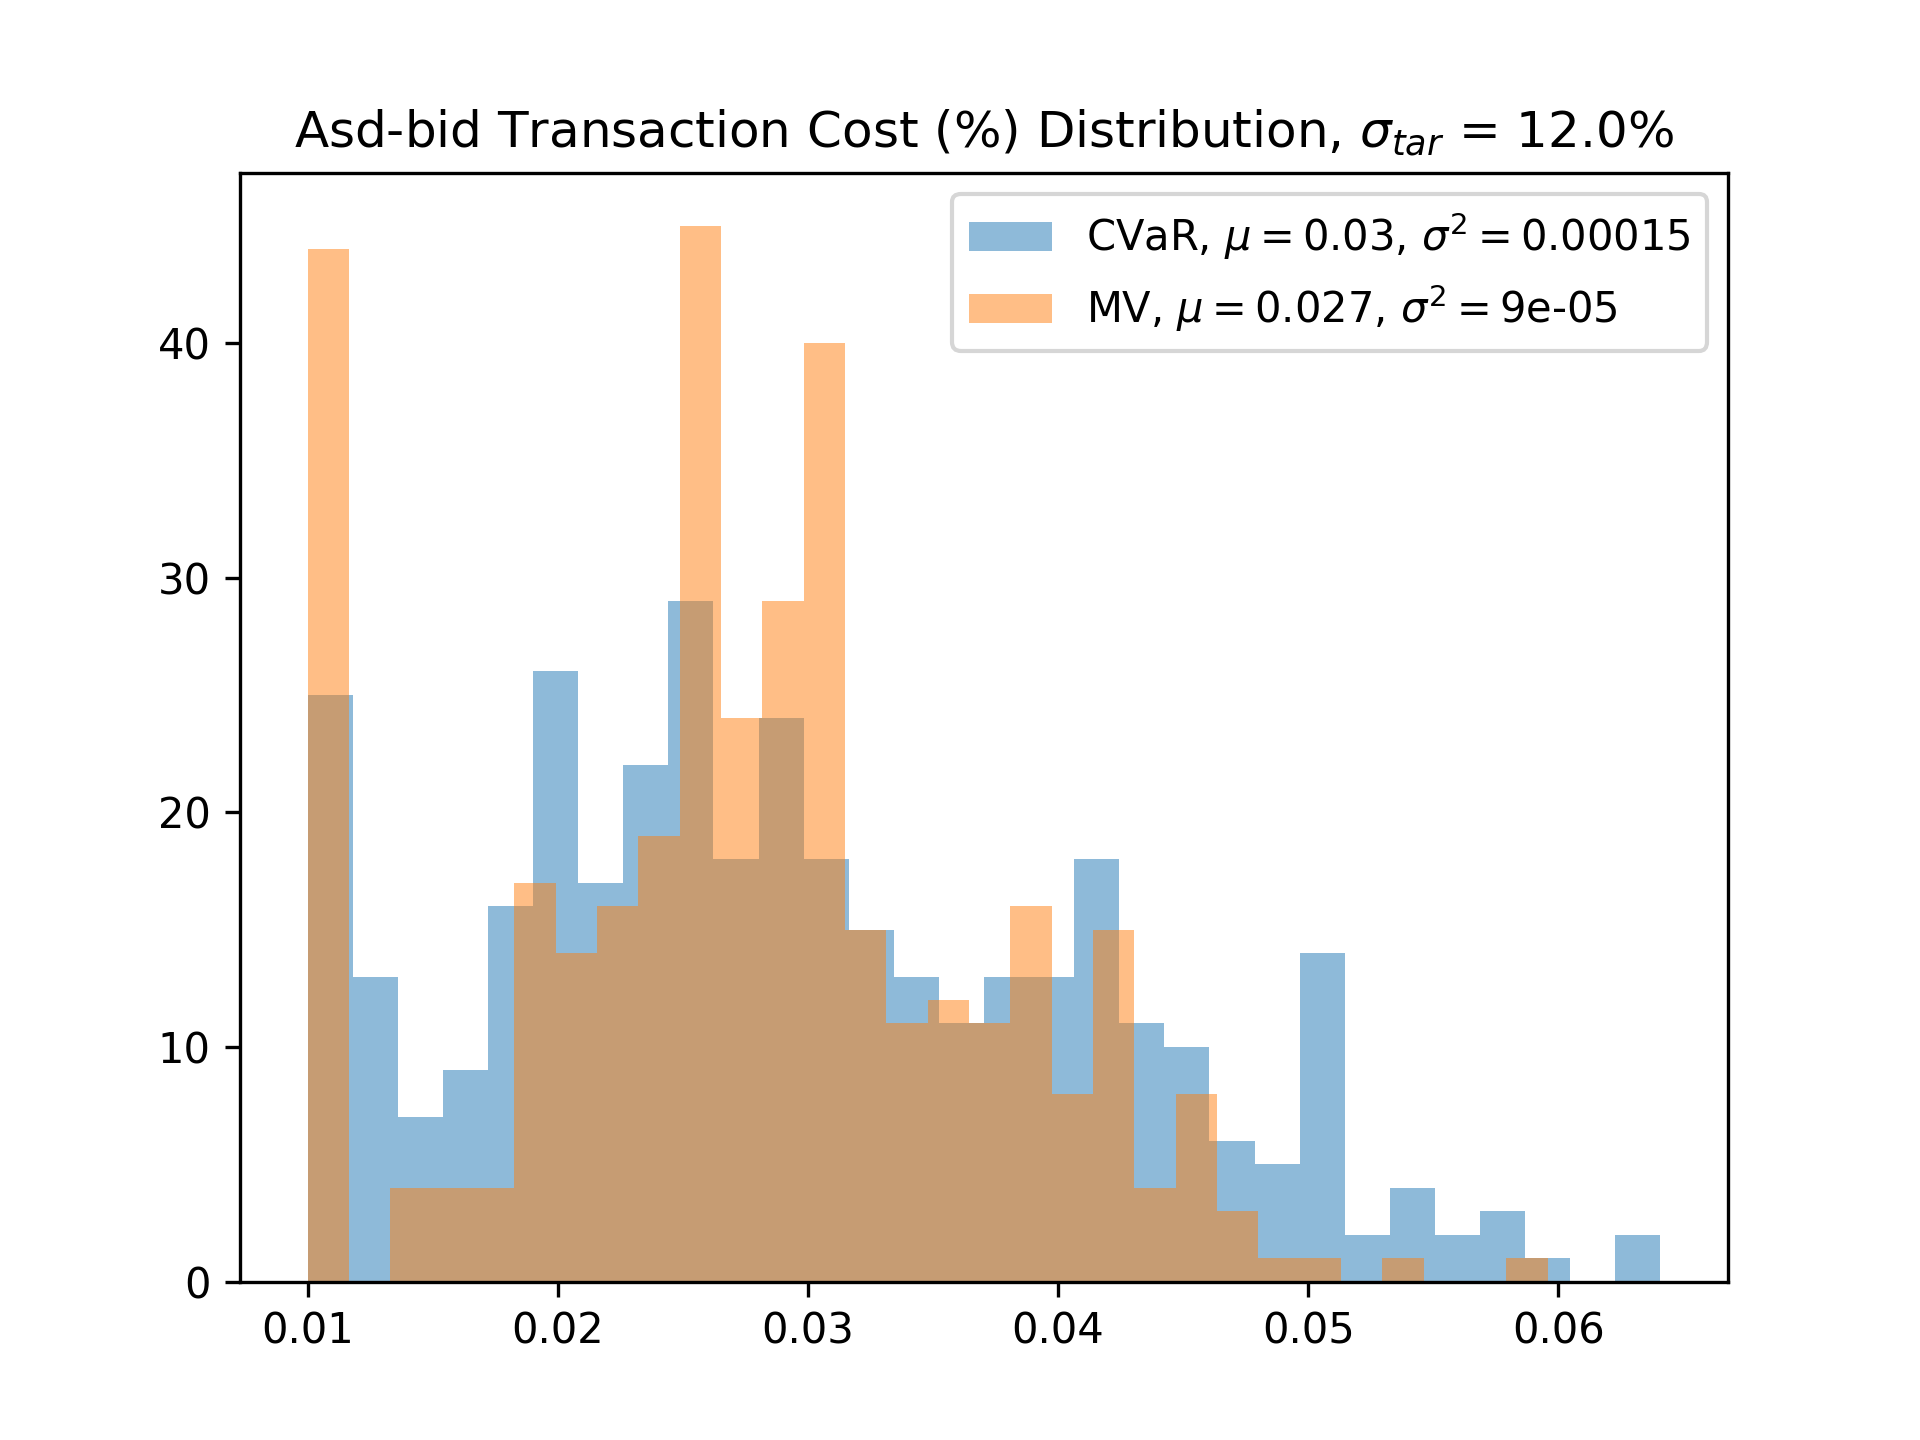 Asd-bid Transaction Cost (%) Distribution, σ_tar = 12.0%
CVaR, μ = 0.03, σ² = 0.00015
MV, μ = 0.027, σ² = 9e-05
40
30
20
10
0
0.01 0.02 0.03 0.04 0.05 0.06